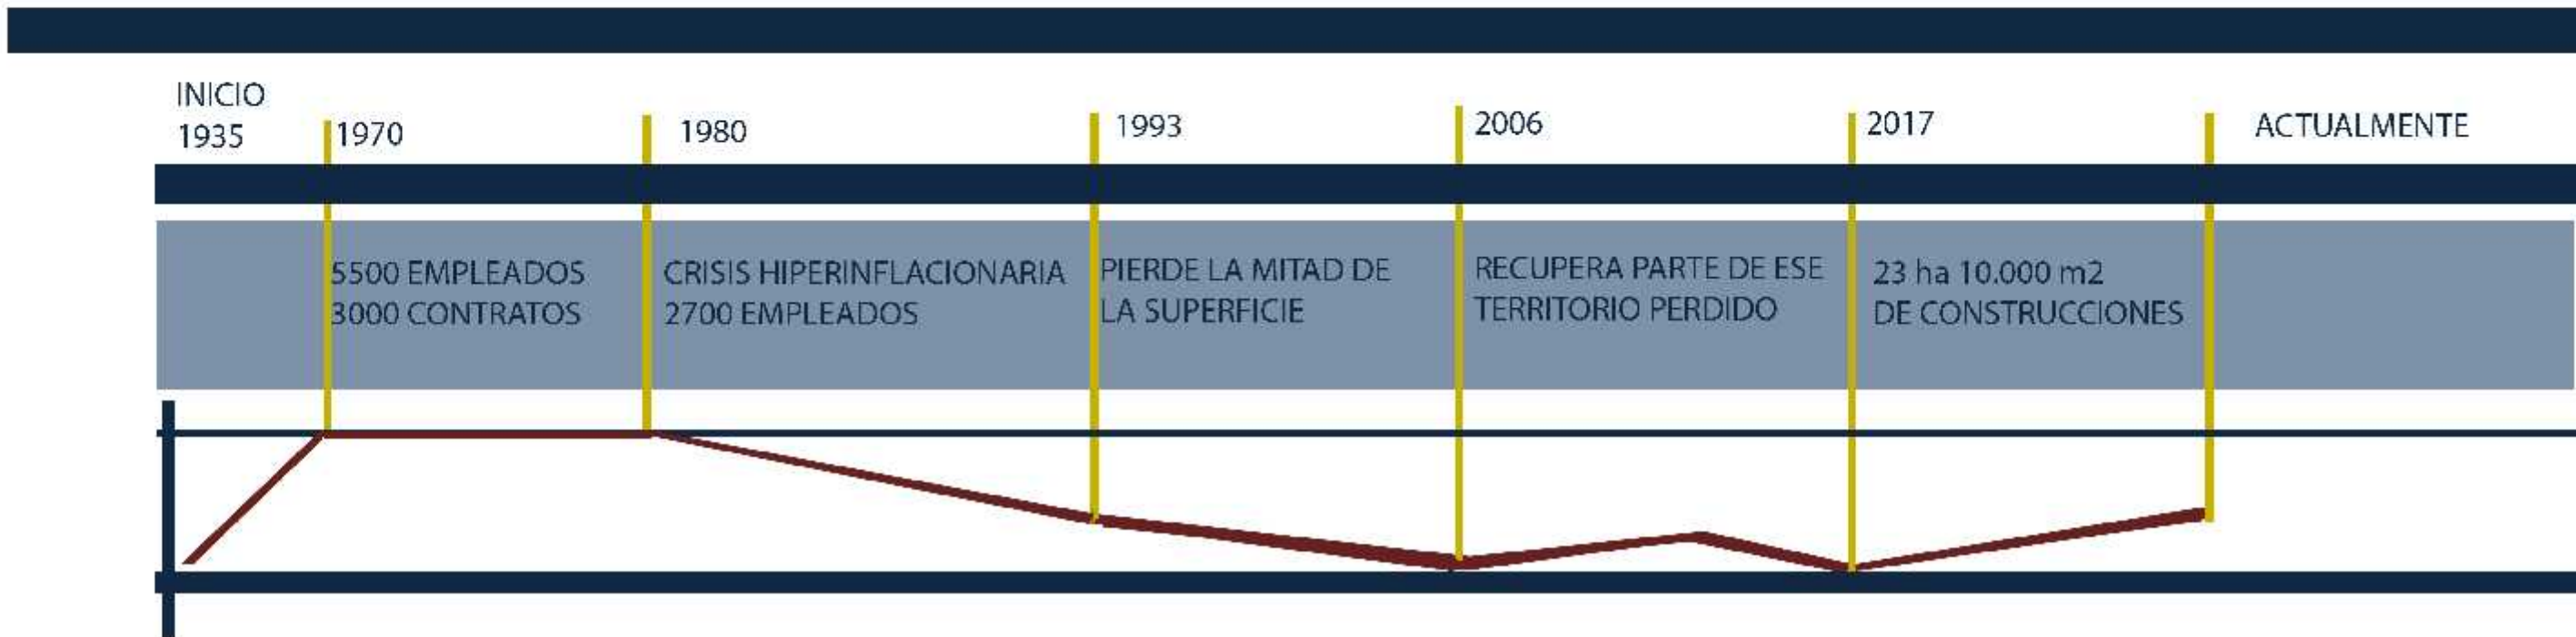 INICIO
1935
1970
1980
1993
2006
2017
ACTUALMENTE
5500 EMPLEADOS
3000 CONTRATOS
CRISIS HIPERINFLACIONARIA
2700 EMPLEADOS
PIERDE LA MITAD DE
LA SUPERFICIE
RECUPERA PARTE DE ESE
TERRITORIO PERDIDO
23 ha 10.000 m2
DE CONSTRUCCIONES